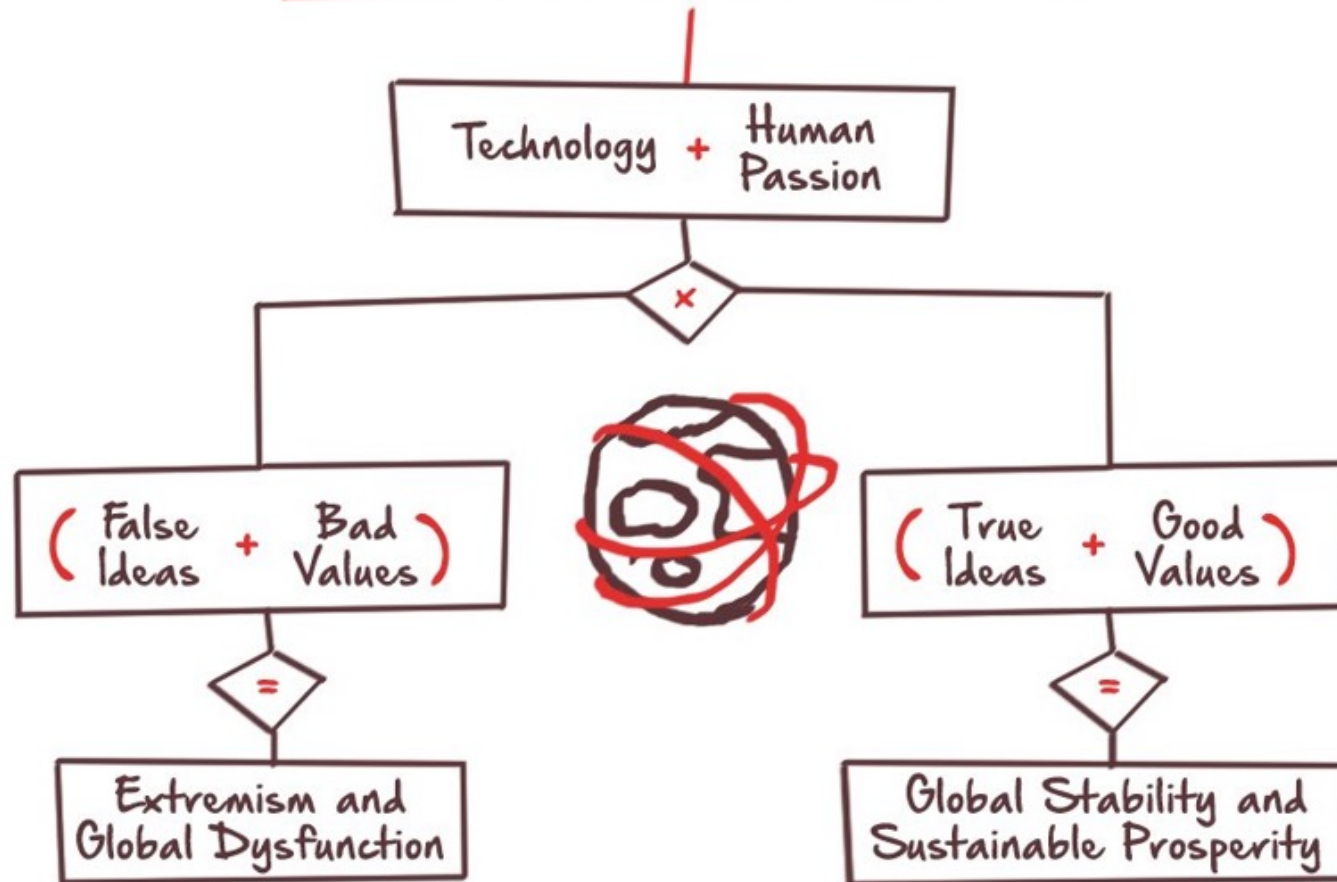 Technology + Human Passion
×
( False Ideas + Bad Values )
( True Ideas + Good Values )
=
=
Extremism and
Global Dysfunction
Global Stability and
Sustainable Prosperity